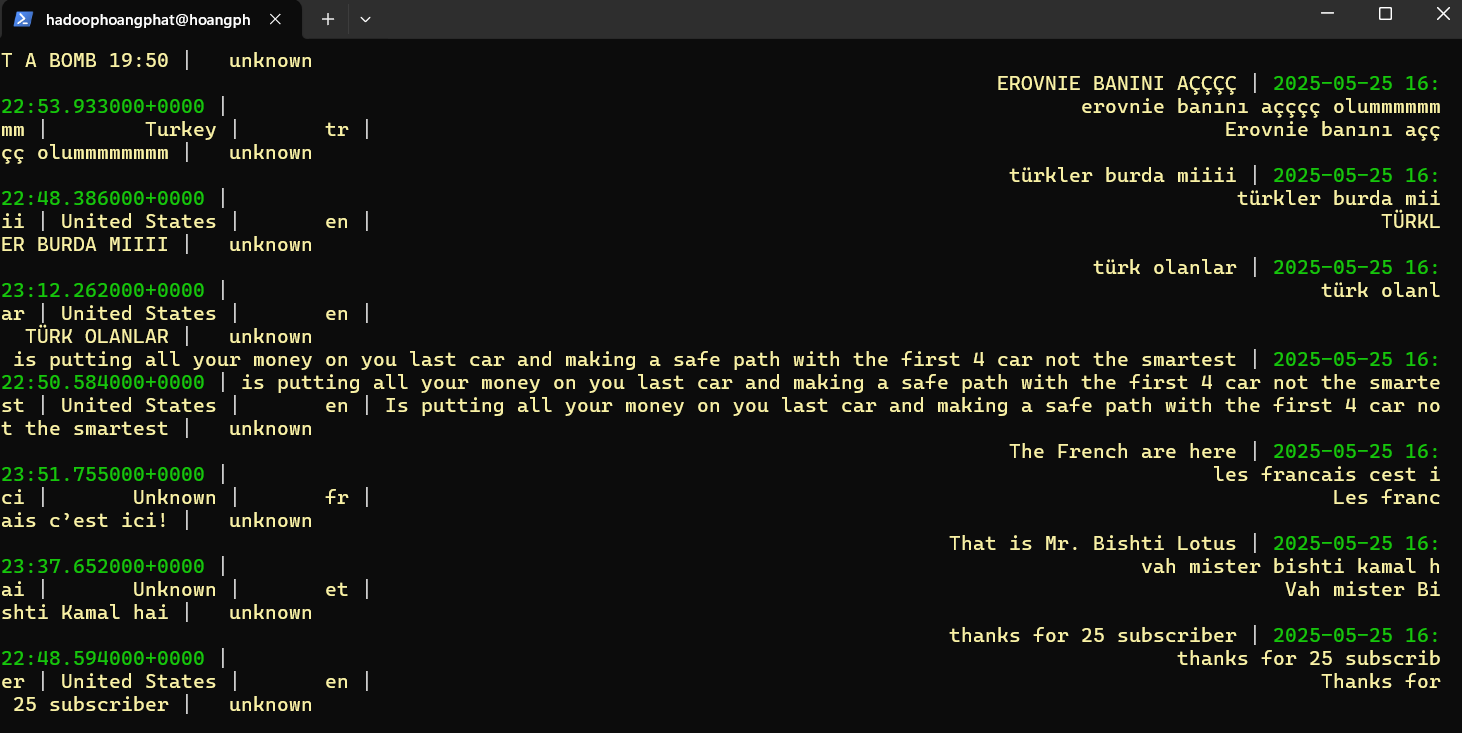 hadoophoangphat@hoangph
T A BOMB 19:50 |   unknown
EROVNIE BANINI AÇÇÇÇ | 2025-05-25 16:
22:53.933000+0000 | erovnie banını açççç olummmmmm
mm | Turkey | tr | Erovnie banını açç
çç olummmmmmmm | unknown
türkler burda miiii | 2025-05-25 16:
22:48.386000+0000 | türkler burda mii
ii | United States | en | TÜRKL
ER BURDA MIIII | unknown
türk olanlar | 2025-05-25 16:
23:12.262000+0000 | türk olanl
ar | United States | en |
TÜRK OLANLAR | unknown
is putting all your money on you last car and making a safe path with the first 4 car not the smartest | 2025-05-25 16:
22:50.584000+0000 | is putting all your money on you last car and making a safe path with the first 4 car not the smarte
st | United States | en | Is putting all your money on you last car and making a safe path with the first 4 car no
t the smartest | unknown
The French are here | 2025-05-25 16:
23:51.755000+0000 | les francais cest i
ci | Unknown | fr | Les franc
ais c’est ici! | unknown
That is Mr. Bishti Lotus | 2025-05-25 16:
23:37.652000+0000 | vah mister bishti kamal h
ai | Unknown | et | Vah mister Bi
shti Kamal hai | unknown
thanks for 25 subscriber | 2025-05-25 16:
22:48.594000+0000 | thanks for 25 subscrib
er | United States | en | Thanks for
25 subscriber | unknown